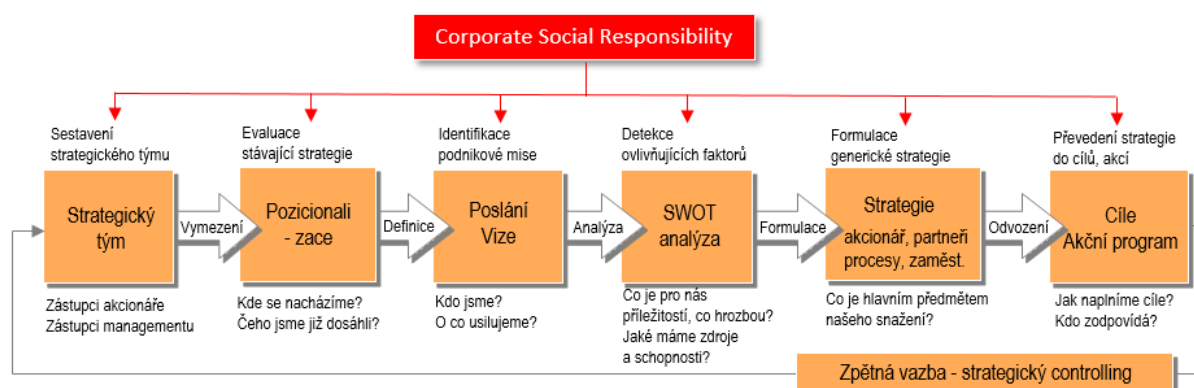 Corporate Social Responsibility
Sestavení
strategického týmu
Evaluace
stávající strategie
Identifikace
podnikové mise
Detekce
ovlivňujících faktorů
Formulace
generické strategie
Převedení strategie
do cílů, akcí
Strategický
tým
Vymezení
Pozicionali
- zace
Definice
Poslání
Vize
Analýza
SWOT
analýza
Formulace
Strategie
akcionář, partneři
procesy, zaměst.
Odvození
Cíle
Akční program
Zástupci akcionáře
Zástupci managementu
Kde se nacházíme?
Čeho jsme již dosáhli?
Kdo jsme?
O co usilujeme?
Co je pro nás
příležitostí, co hrozbou?
Jaké máme zdroje
a schopnosti?
Co je hlavním předmětem
našeho snažení?
Jak naplníme cíle?
Kdo zodpovídá?
Zpětná vazba - strategický controlling